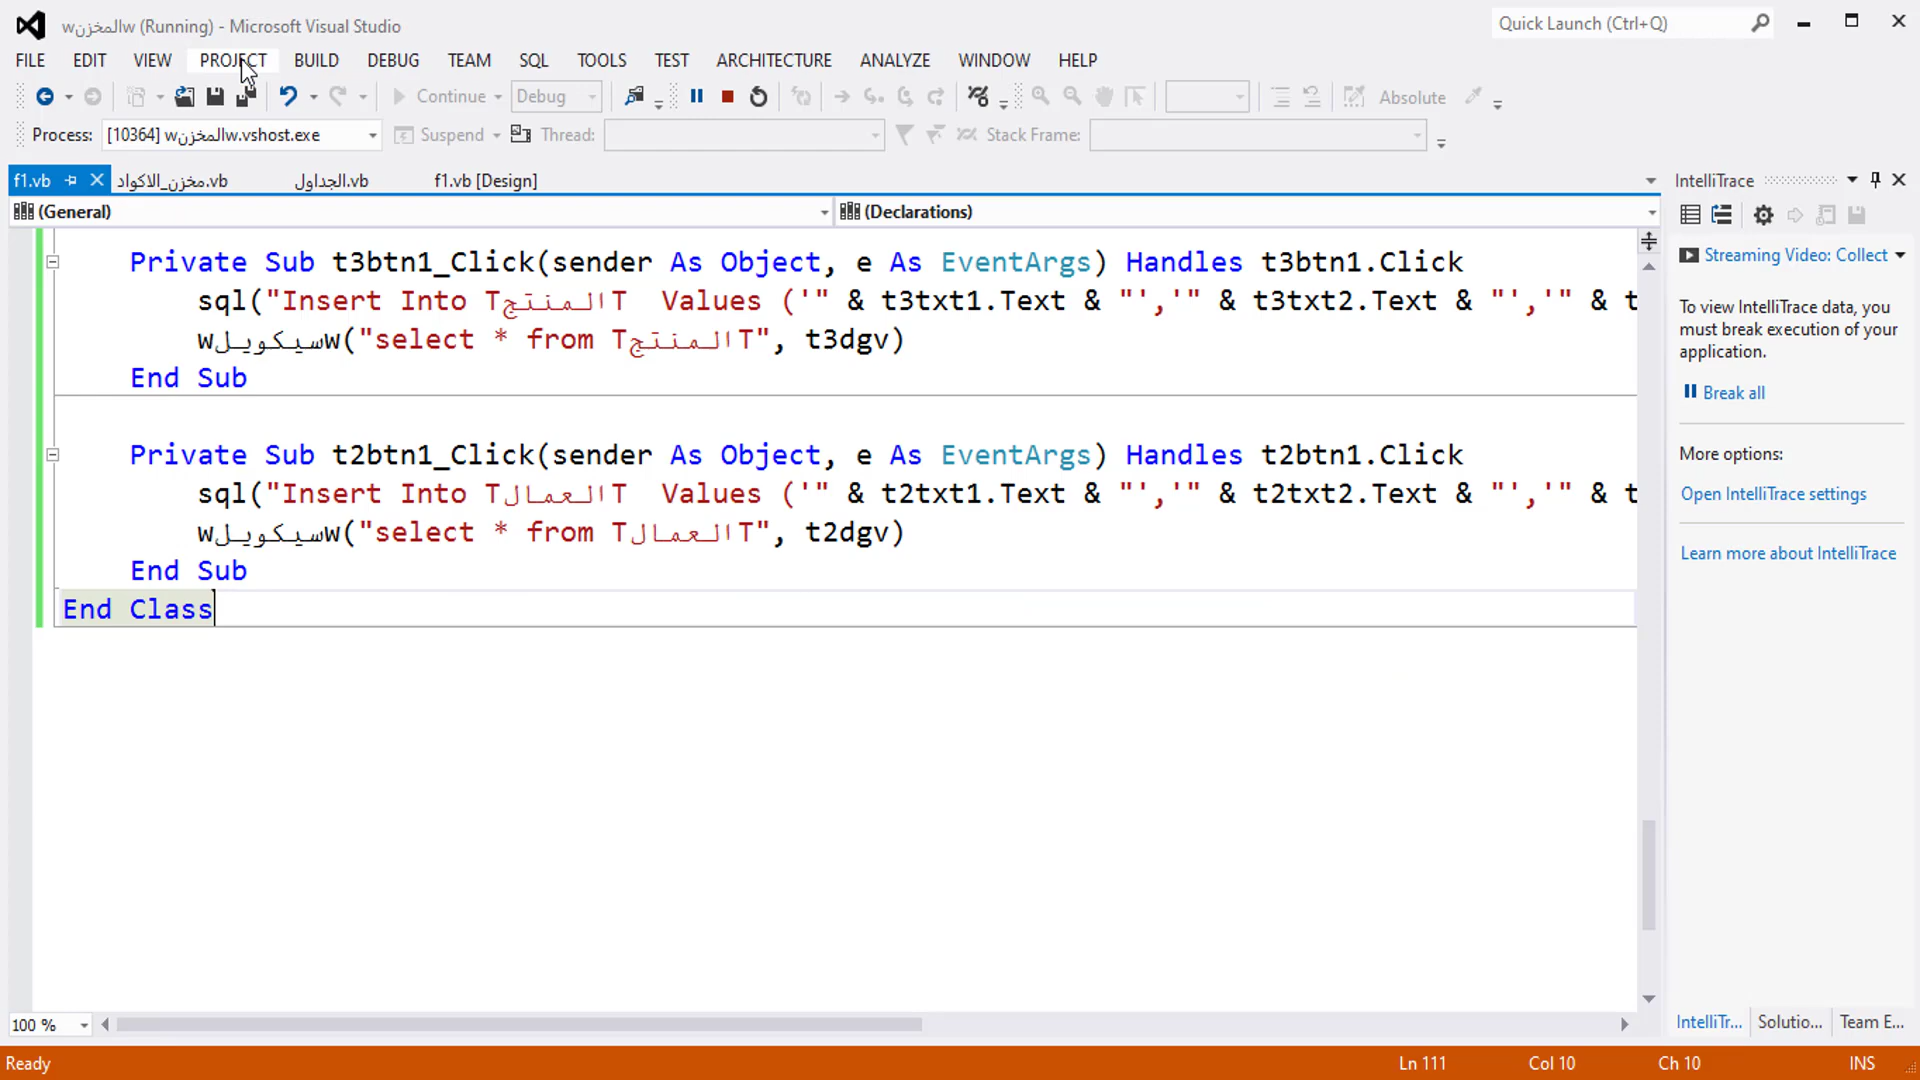 wالمخزنw (Running) - Microsoft Visual Studio
Quick Launch (Ctrl+Q)
FILE EDIT VIEW PROJECT BUILD DEBUG TEAM SQL TOOLS TEST ARCHITECTURE ANALYZE WINDOW HELP
Continue Debug Absolute
Process: [10364] wالمخزنw.vshost.exe Suspend Thread: Stack Frame:
f1.vb مخزن_الاكواد.vb الجداول.vb f1.vb [Design]
(General) (Declarations)
Private Sub t3btn1_Click(sender As Object, e As EventArgs) Handles t3btn1.Click
sql("Insert Into TالمنتجT Values ('" & t3txt1.Text & "','" & t3txt2.Text & "','" & t
wسيكويلw("select * from TالمنتجT", t3dgv)
End Sub
Private Sub t2btn1_Click(sender As Object, e As EventArgs) Handles t2btn1.Click
sql("Insert Into TالعمالT Values ('" & t2txt1.Text & "','" & t2txt2.Text & "','" & t
wسيكويلw("select * from TالعمالT", t2dgv)
End Sub
End Class
100 %
IntelliTrace
Streaming Video: Collect
To view IntelliTrace data, you
must break execution of your
application.
Break all
More options:
Open IntelliTrace settings
Learn more about IntelliTrace
IntelliTr... Solutio... Team E...
Ready Ln 111 Col 10 Ch 10 INS